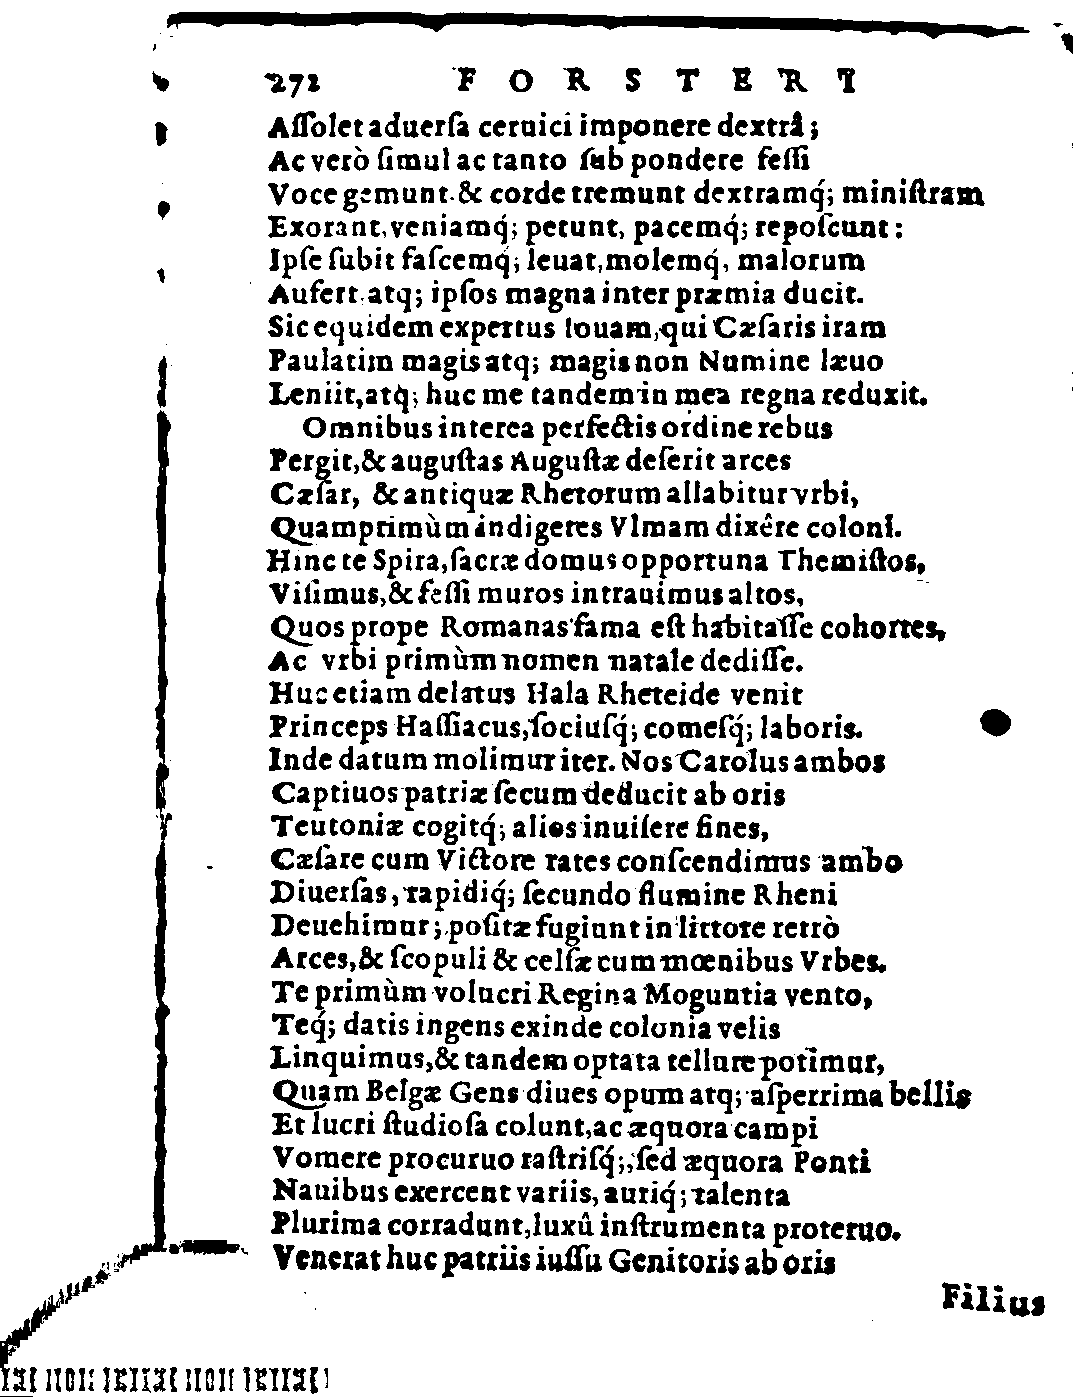 272 FORSTERI
Aſſolet aduerſa ceruici imponere dextrâ;
Ac verò ſimul ac tanto ſub pondere feſſi
Voce gemunt & corde tremunt dextramq́; miniſtram
Exorant, veniamq́; petunt, pacemq́; repoſcunt:
Ipſe ſubit faſcemq́; leuat, molemq́, malorum
Aufert, atq; ipſos magna inter præmia ducit.
Sic equidem expertus Iouam, qui Cæſaris iram
Paulatim magis atq; magis non Numine læuo
Leniit, atq; huc me tandem in mea regna reduxit.
Omnibus interea perfectis ordine rebus
Pergit, & auguſtas Auguſtæ deſerit arces
Cæſar, & antiquæ Rhetorum allabitur vrbi,
Quam primùm indigetes Vlmam dixêre coloni.
Hinc te Spira, ſacræ domus opportuna Themiſtos,
Viſimus, & feſſi muros intrauimus altos,
Quos prope Romanas fama eſt habitaſſe cohortes,
Ac vrbi primùm nomen natale dediſſe.
Huc etiam delatus Hala Rheteide venit
Princeps Haſſiacus, ſociuſq́; comeſq́; laboris.
Inde datum molimur iter. Nos Carolus ambos
Captiuos patriæ ſecum deducit ab oris
Teutoniæ cogitq́; alios inuiſere fines,
Cæſare cum Victore rates conſcendimus ambo
Diuerſas, rapidiq́; ſecundo flumine Rheni
Deuehimur; poſitæ fugiunt in littore retrò
Arces, & ſcopuli & celſæ cum mœnibus Vrbes.
Te primùm volucri Regina Moguntia vento,
Teq́; datis ingens exinde colonia velis
Linquimus, & tandem optata tellure potimur,
Quam Belgæ Gens diues opum atq; aſperrima bellis
Et lucri ſtudioſa colunt, ac æquora campi
Vomere procuruo raſtriſq́;, ſed æquora Ponti
Nauibus exercent variis, auriq́; talenta
Plurima corradunt, luxû inſtrumenta proteruo.
Venerat huc patriis iuſſu Genitoris ab oris
Filius